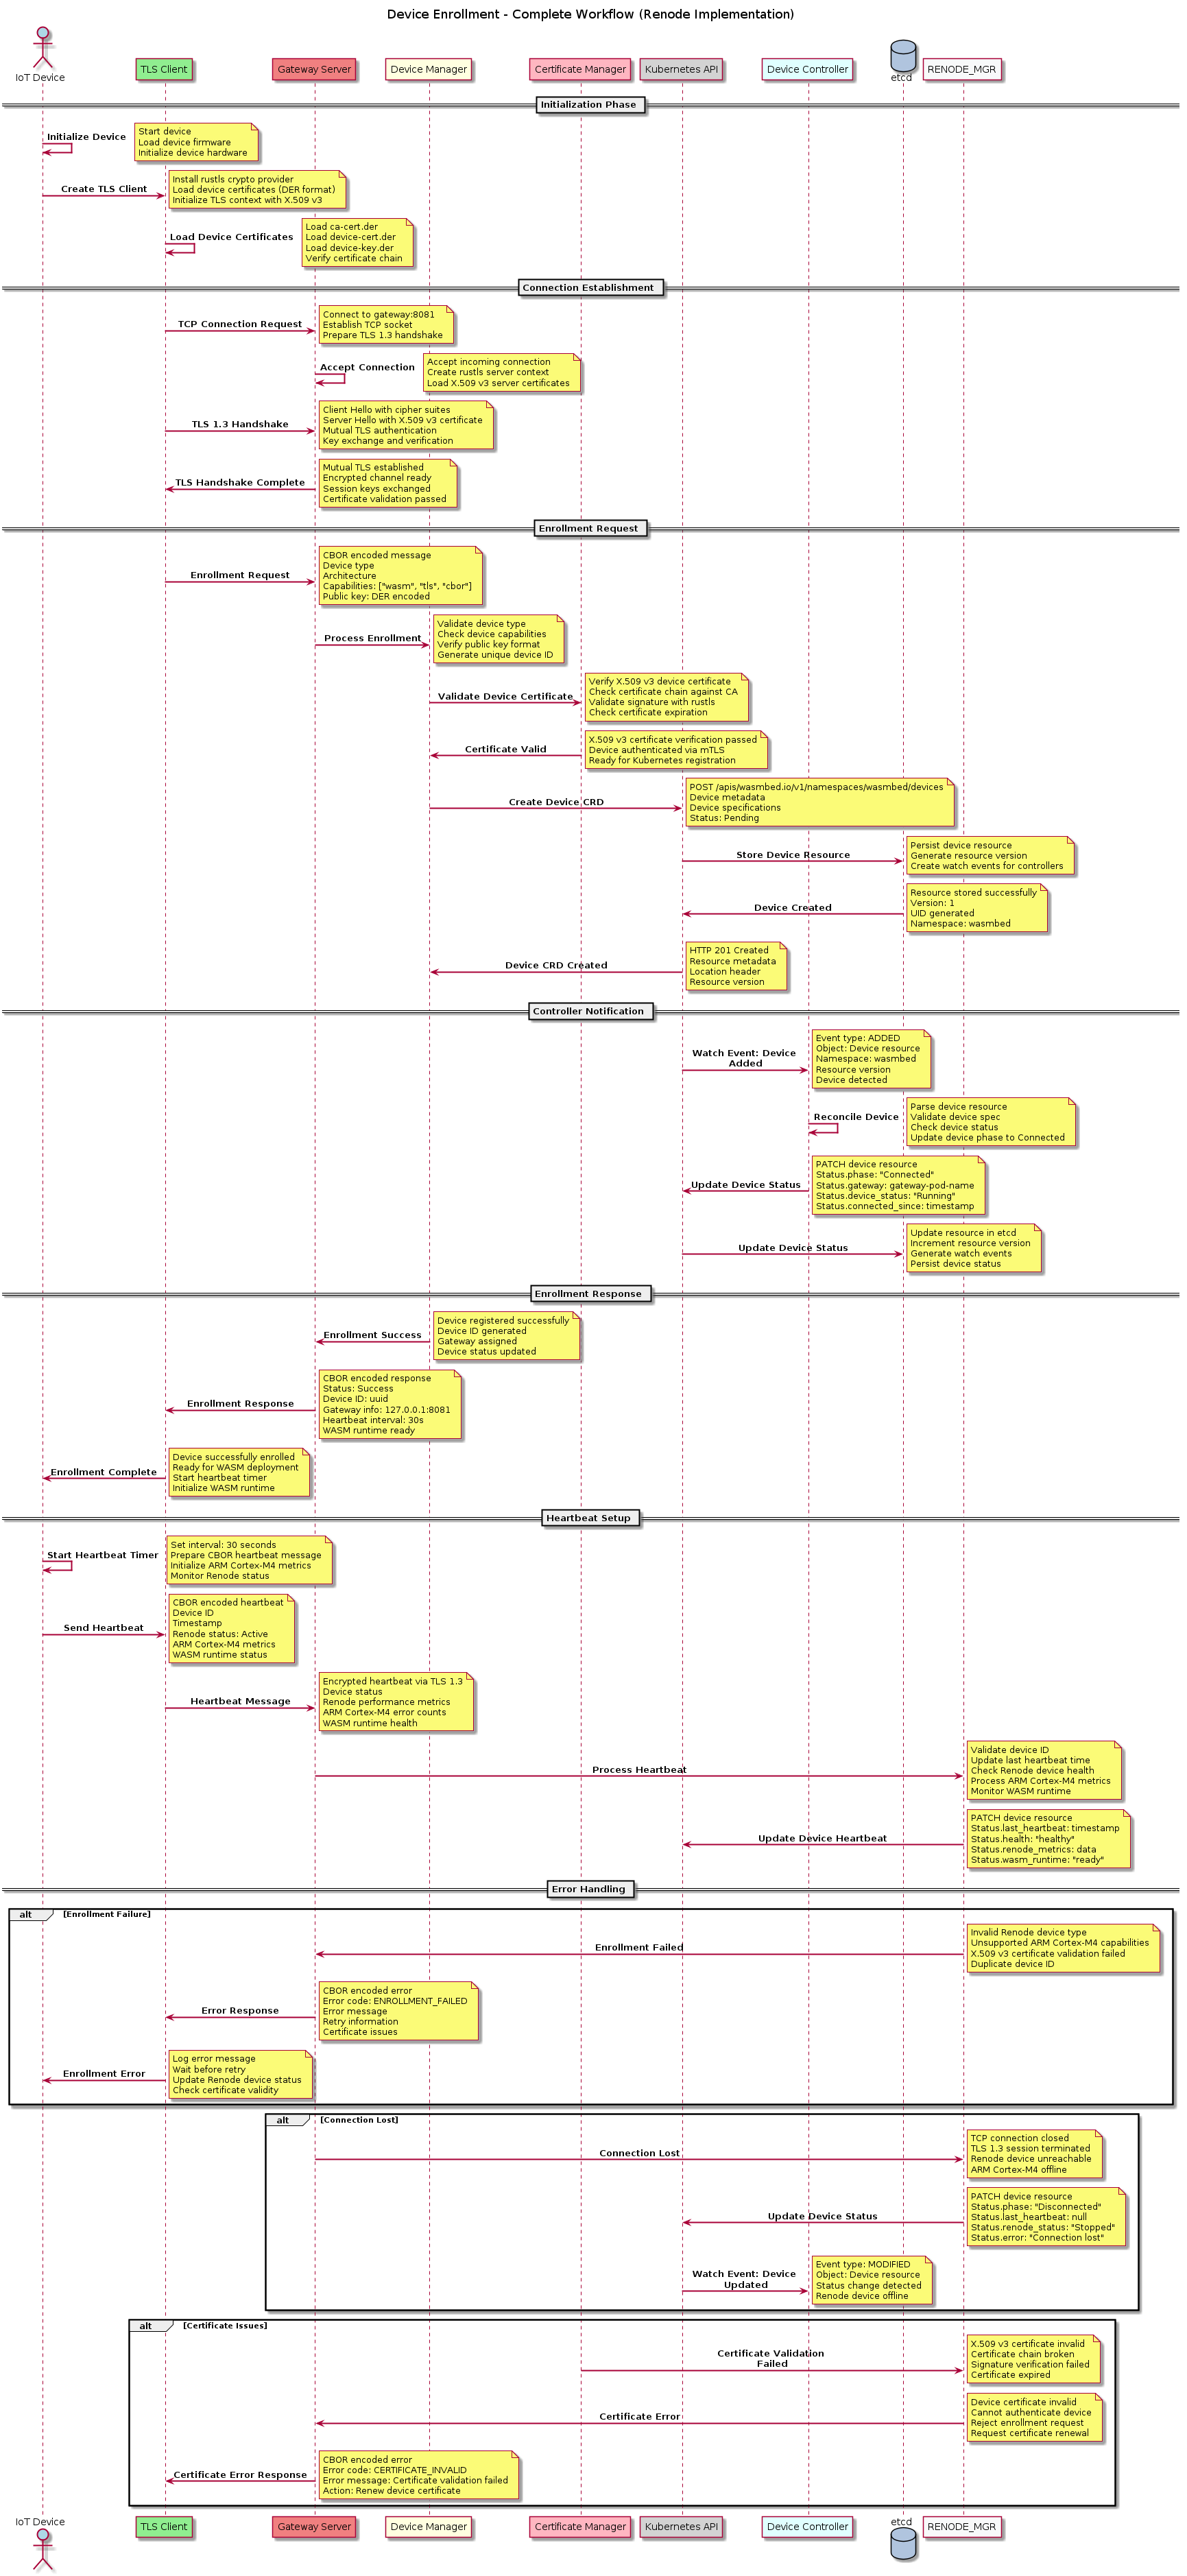 Device Enrollment - Complete Workflow (Renode Implementation)
IoT Device
TLS Client
Gateway Server
Device Manager
Certificate Manager
Kubernetes API
Device Controller
etcd
RENODE_MGR
Initialization Phase
Initialize Device
Start device
Load device firmware
Initialize device hardware
Create TLS Client
Install rustls crypto provider
Load device certificates (DER format)
Initialize TLS context with X.509 v3
Load Device Certificates
Load ca-cert.der
Load device-cert.der
Load device-key.der
Verify certificate chain
Connection Establishment
TCP Connection Request
Connect to gateway:8081
Establish TCP socket
Prepare TLS 1.3 handshake
Accept Connection
Accept incoming connection
Create rustls server context
Load X.509 v3 server certificates
TLS 1.3 Handshake
Client Hello with cipher suites
Server Hello with X.509 v3 certificate
Mutual TLS authentication
Key exchange and verification
TLS Handshake Complete
Mutual TLS established
Encrypted channel ready
Session keys exchanged
Certificate validation passed
Enrollment Request
Enrollment Request
CBOR encoded message
Device type
Architecture
Capabilities: ["wasm", "tls", "cbor"]
Public key: DER encoded
Process Enrollment
Validate device type
Check device capabilities
Verify public key format
Generate unique device ID
Validate Device Certificate
Verify X.509 v3 device certificate
Check certificate chain against CA
Validate signature with rustls
Check certificate expiration
Certificate Valid
X.509 v3 certificate verification passed
Device authenticated via mTLS
Ready for Kubernetes registration
Create Device CRD
POST /apis/wasmbed.io/v1/namespaces/wasmbed/devices
Device metadata
Device specifications
Status: Pending
Store Device Resource
Persist device resource
Generate resource version
Create watch events for controllers
Device Created
Resource stored successfully
Version: 1
UID generated
Namespace: wasmbed
Device CRD Created
HTTP 201 Created
Resource metadata
Location header
Resource version
Controller Notification
Watch Event: Device
Added
Event type: ADDED
Object: Device resource
Namespace: wasmbed
Resource version
Device detected
Reconcile Device
Parse device resource
Validate device spec
Check device status
Update device phase to Connected
Update Device Status
PATCH device resource
Status.phase: "Connected"
Status.gateway: gateway-pod-name
Status.device_status: "Running"
Status.connected_since: timestamp
Update Device Status
Update resource in etcd
Increment resource version
Generate watch events
Persist device status
Enrollment Response
Enrollment Success
Device registered successfully
Device ID generated
Gateway assigned
Device status updated
Enrollment Response
CBOR encoded response
Status: Success
Device ID: uuid
Gateway info: 127.0.0.1:8081
Heartbeat interval: 30s
WASM runtime ready
Enrollment Complete
Device successfully enrolled
Ready for WASM deployment
Start heartbeat timer
Initialize WASM runtime
Heartbeat Setup
Start Heartbeat Timer
Set interval: 30 seconds
Prepare CBOR heartbeat message
Initialize ARM Cortex-M4 metrics
Monitor Renode status
Send Heartbeat
CBOR encoded heartbeat
Device ID
Timestamp
Renode status: Active
ARM Cortex-M4 metrics
WASM runtime status
Heartbeat Message
Encrypted heartbeat via TLS 1.3
Device status
Renode performance metrics
ARM Cortex-M4 error counts
WASM runtime health
Process Heartbeat
Validate device ID
Update last heartbeat time
Check Renode device health
Process ARM Cortex-M4 metrics
Monitor WASM runtime
Update Device Heartbeat
PATCH device resource
Status.last_heartbeat: timestamp
Status.health: "healthy"
Status.renode_metrics: data
Status.wasm_runtime: "ready"
Error Handling
alt [Enrollment Failure]
Enrollment Failed
Invalid Renode device type
Unsupported ARM Cortex-M4 capabilities
X.509 v3 certificate validation failed
Duplicate device ID
Error Response
CBOR encoded error
Error code: ENROLLMENT_FAILED
Error message
Retry information
Certificate issues
Enrollment Error
Log error message
Wait before retry
Update Renode device status
Check certificate validity
alt [Connection Lost]
Connection Lost
TCP connection closed
TLS 1.3 session terminated
Renode device unreachable
ARM Cortex-M4 offline
Update Device Status
PATCH device resource
Status.phase: "Disconnected"
Status.last_heartbeat: null
Status.renode_status: "Stopped"
Status.error: "Connection lost"
Watch Event: Device
Updated
Event type: MODIFIED
Object: Device resource
Status change detected
Renode device offline
alt [Certificate Issues]
Certificate Validation
Failed
X.509 v3 certificate invalid
Certificate chain broken
Signature verification failed
Certificate expired
Certificate Error
Device certificate invalid
Cannot authenticate device
Reject enrollment request
Request certificate renewal
Certificate Error Response
CBOR encoded error
Error code: CERTIFICATE_INVALID
Error message: Certificate validation failed
Action: Renew device certificate
IoT Device
TLS Client
Gateway Server
Device Manager
Certificate Manager
Kubernetes API
Device Controller
etcd
RENODE_MGR